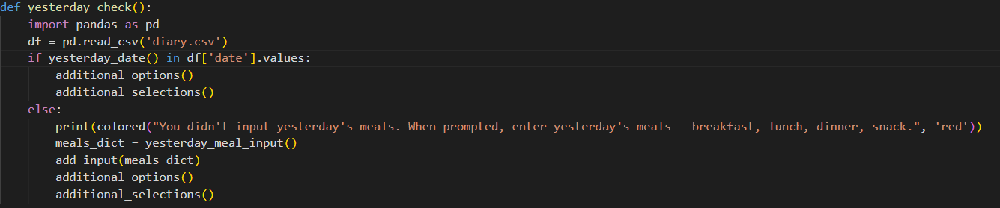 def yesterday_check():
    import pandas as pd
    df = pd.read_csv('diary.csv')
    if yesterday_date() in df['date'].values:
        additional_options()
        additional_selections()
    else:
        print(colored("You didn't input yesterday's meals. When prompted, enter yesterday's meals - breakfast, lunch, dinner, snack.", 'red'))
        meals_dict = yesterday_meal_input()
        add_input(meals_dict)
        additional_options()
        additional_selections()